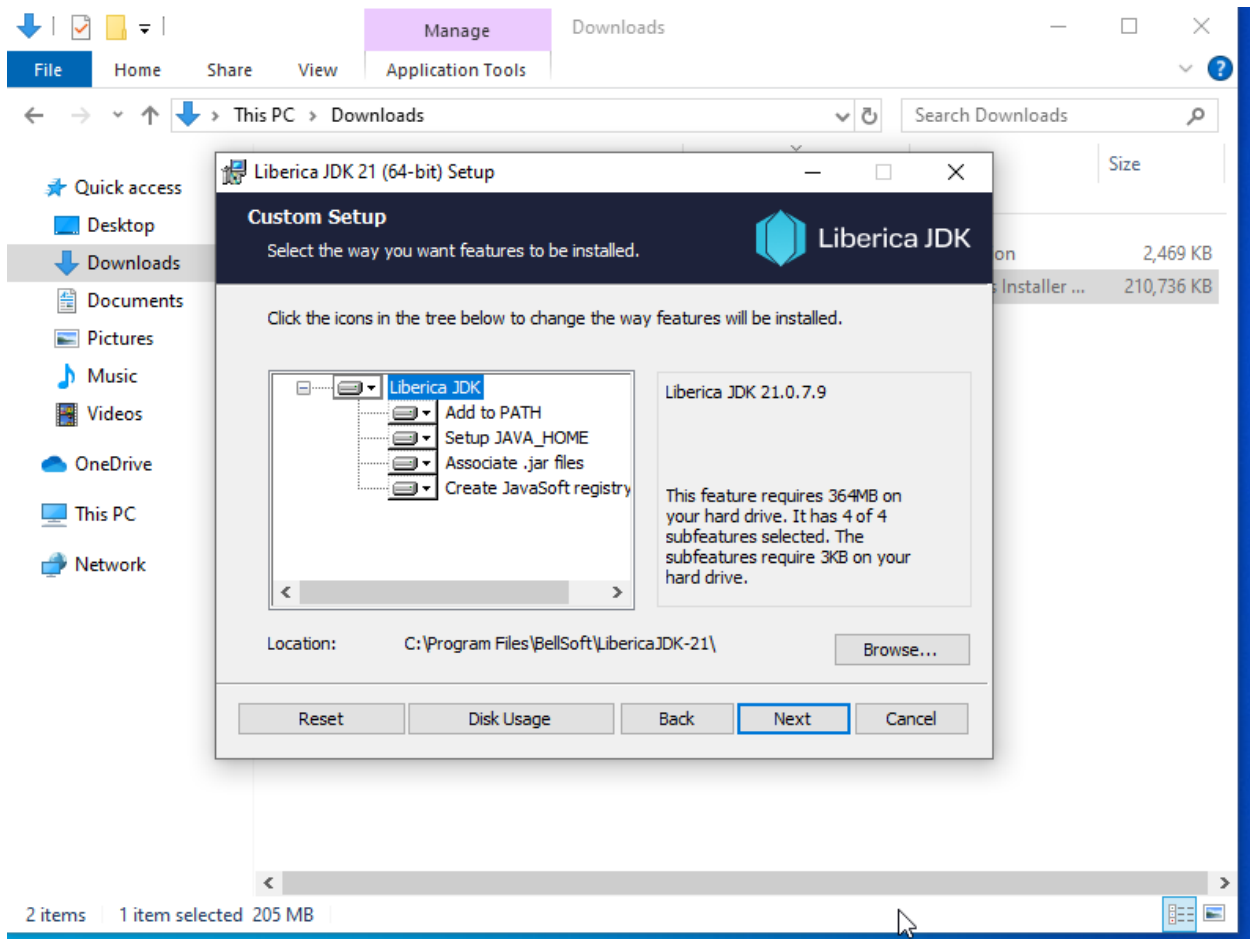 Manage
Downloads
File
Home
Share
View
Application Tools
?
This PC > Downloads
Search Downloads
Size
Quick access
Desktop
Downloads
Documents
Pictures
Music
Videos
OneDrive
This PC
Network
on
2,469 KB
s Installer ...
210,736 KB
Liberica JDK 21 (64-bit) Setup
Custom Setup
Select the way you want features to be installed.
Liberica JDK
Click the icons in the tree below to change the way features will be installed.
Liberica JDK
Add to PATH
Setup JAVA_HOME
Associate .jar files
Create JavaSoft registry
Liberica JDK 21.0.7.9
This feature requires 364MB on
your hard drive. It has 4 of 4
subfeatures selected. The
subfeatures require 3KB on your
hard drive.
Location:
C:\Program Files\BellSoft\LibericaJDK-21\
Browse...
Reset
Disk Usage
Back
Next
Cancel
2 items
1 item selected 205 MB